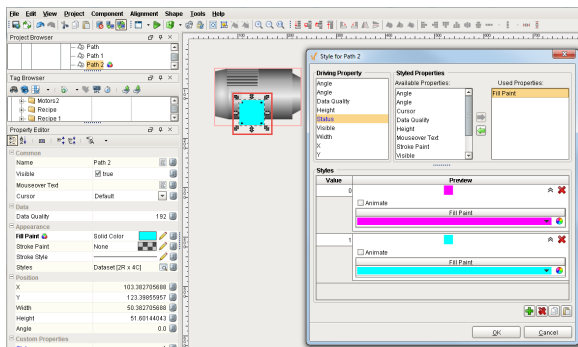 File Edit View Project Component Alignment Shape Tools Help
Project Browser
Path
Path 1
Path 2
Tag Browser
Motors2
Recipe
Recipe 1
Property Editor
Common
Name Path 2
Visible true
Mouseover Text
Cursor Default
Data
Data Quality 192
Appearance
Fill Paint Solid Color
Stroke Paint None
Stroke Style
Styles Dataset [2R x 4C]
Position
X 103.382705688
Y 123.39855957
Width 50.382705688
Height 51.60144043
Angle 0.0
Custom Properties
Style for Path 2
Driving Property
Angle
Angle
Data Quality
Height
Status
Visible
Width
X
Y
Styled Properties
Available Properties:
Angle
Angle
Cursor
Data Quality
Height
Mouseover Text
Stroke Paint
Visible
Used Properties:
Fill Paint
Styles
Value Preview
0
Animate
Fill Paint
1
Animate
Fill Paint
OK Cancel